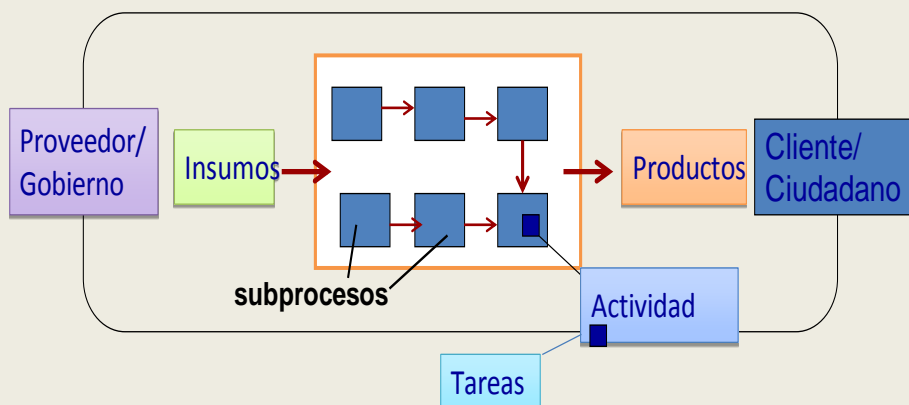 Proveedor/
Gobierno
Insumos
Productos
Cliente/
Ciudadano
subprocesos
Actividad
Tareas